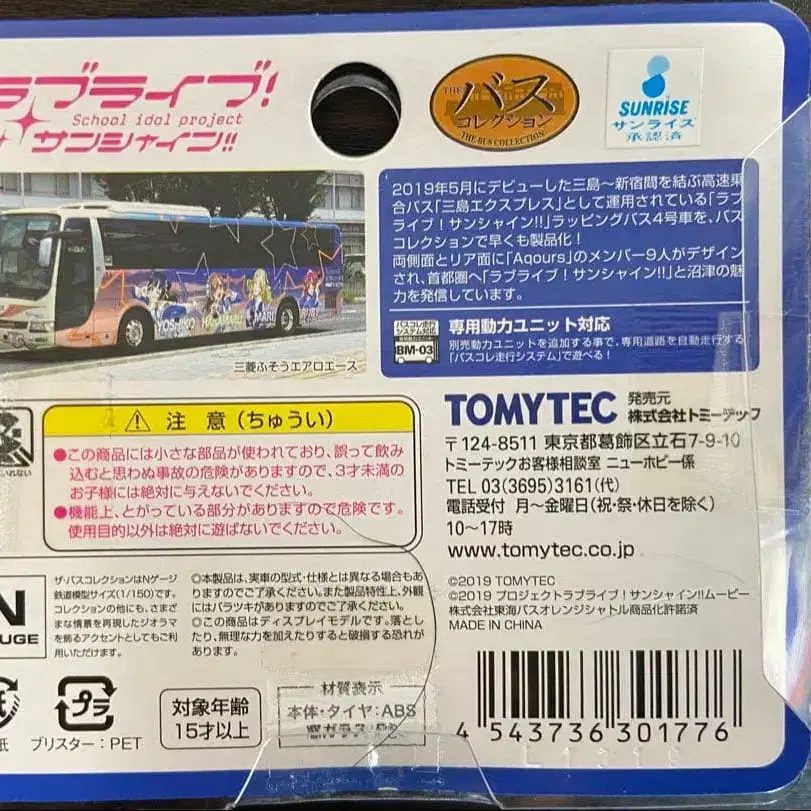 ラブライブ!
School idol project
サンシャイン!!
THE
バス
コレクション
THE BUS COLLECTION
SUNRISE
サンライズ
承認済
2019年5月にデビューした三島〜新宿間を結ぶ高速乗
合バス「三島エクスプレス」として運用されている「ラブ
ライブ!サンシャイン!!」ラッピングバス4号車を、バス
コレクションで早くも製品化!
両側面とリア面に「Aqours」のメンバー9人がデザイン
され、首都圏へ「ラブライブ!サンシャイン!!」と沼津の魅
力を発信しています。
YOSHIKO HANAMARU MARI RUBY
三菱ふそうエアロエース
バスコレ走行
システム対応
BM-03
専用動力ユニット対応
別売動力ユニットを追加する事で、専用道路を自動走行する
「バスコレ走行システム」で遊べる!
注 意 (ちゅうい)
●この商品には小さな部品が使われており、誤って飲み
込むと思わぬ事故の危険がありますので、3才未満の
お子様には絶対に与えないでください。
●機能上、とがっている部分がありますので危険です。
使用目的以外は絶対に遊ばないでください。
TOMYTEC 発売元
株式会社トミーテック
〒124-8511 東京都葛飾区立石7-9-10
トミーテックお客様相談室 ニューホビー係
TEL 03(3695)3161(代)
電話受付 月〜金曜日(祝・祭・休日を除く)
10〜17時
www.tomytec.co.jp
©2019 TOMYTEC
©2019 プロジェクトラブライブ!サンシャイン!!ムービー
株式会社東海バスオレンジシャトル商品化許諾済
MADE IN CHINA
N
GAUGE
ザ・バスコレクションはNゲージ
鉄道模型サイズ(1/150)です。
コレクションの他にも、さまざ
まな情景を再現したジオラマ
を飾るアクセントとしてもご利
用いただけます。
◎本製品は、実車の型式・仕様とは異なる場合もあ
りますのでご了承ください。また製品特性上、外観
にはバラツキがありますのでご了承ください。
◎この商品はディスプレイモデルです。落とし
たり、無理な力を加えたりすると破損する恐れが
あります。
紙
プラ
ブリスター：PET
対象年齢
15才以上
材質表示
本体・タイヤ：ABS
窓ガラス：PS
4 543736 301776